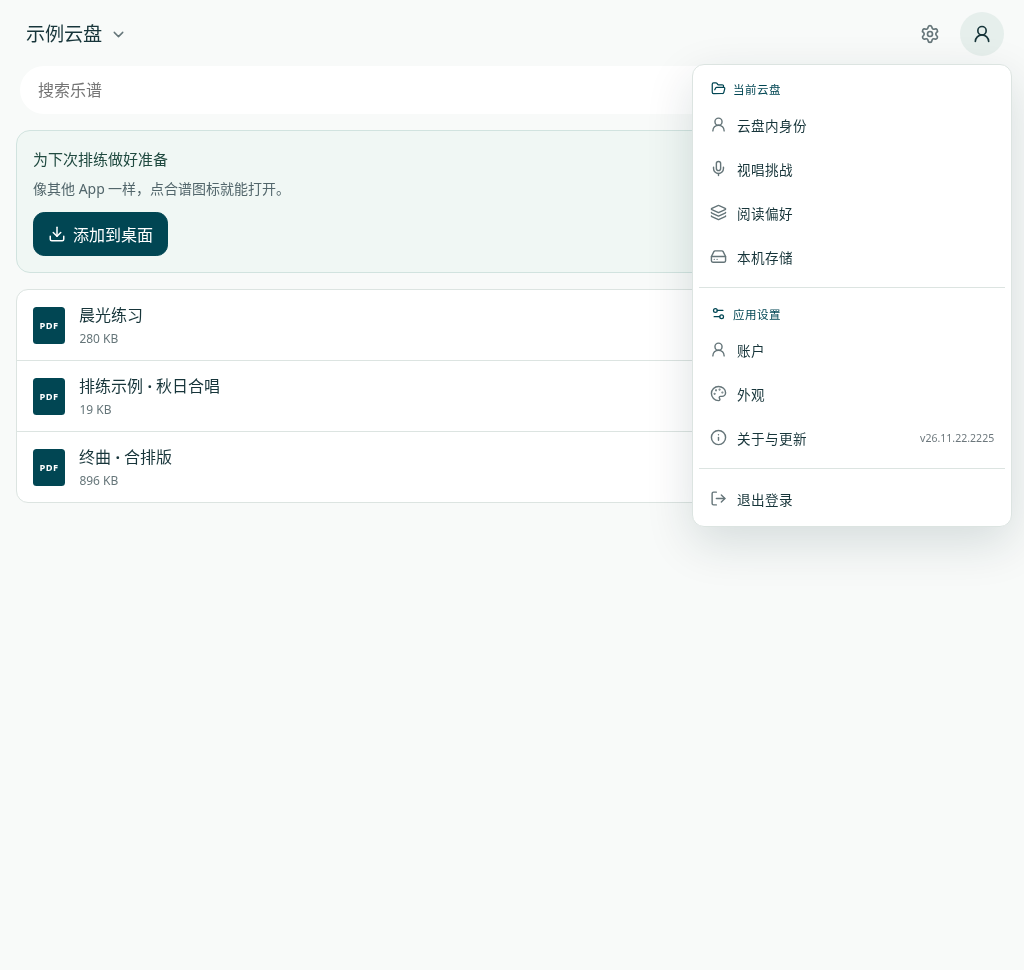 示例云盘
搜索乐谱
为下次排练做好准备
像其他 App 一样，点合谱图标就能打开。
添加到桌面
PDF
晨光练习
280 KB
PDF
排练示例 · 秋日合唱
19 KB
PDF
终曲 · 合排版
896 KB
当前云盘
云盘内身份
视唱挑战
阅读偏好
本机存储
应用设置
账户
外观
关于与更新 v26.11.22.2225
退出登录